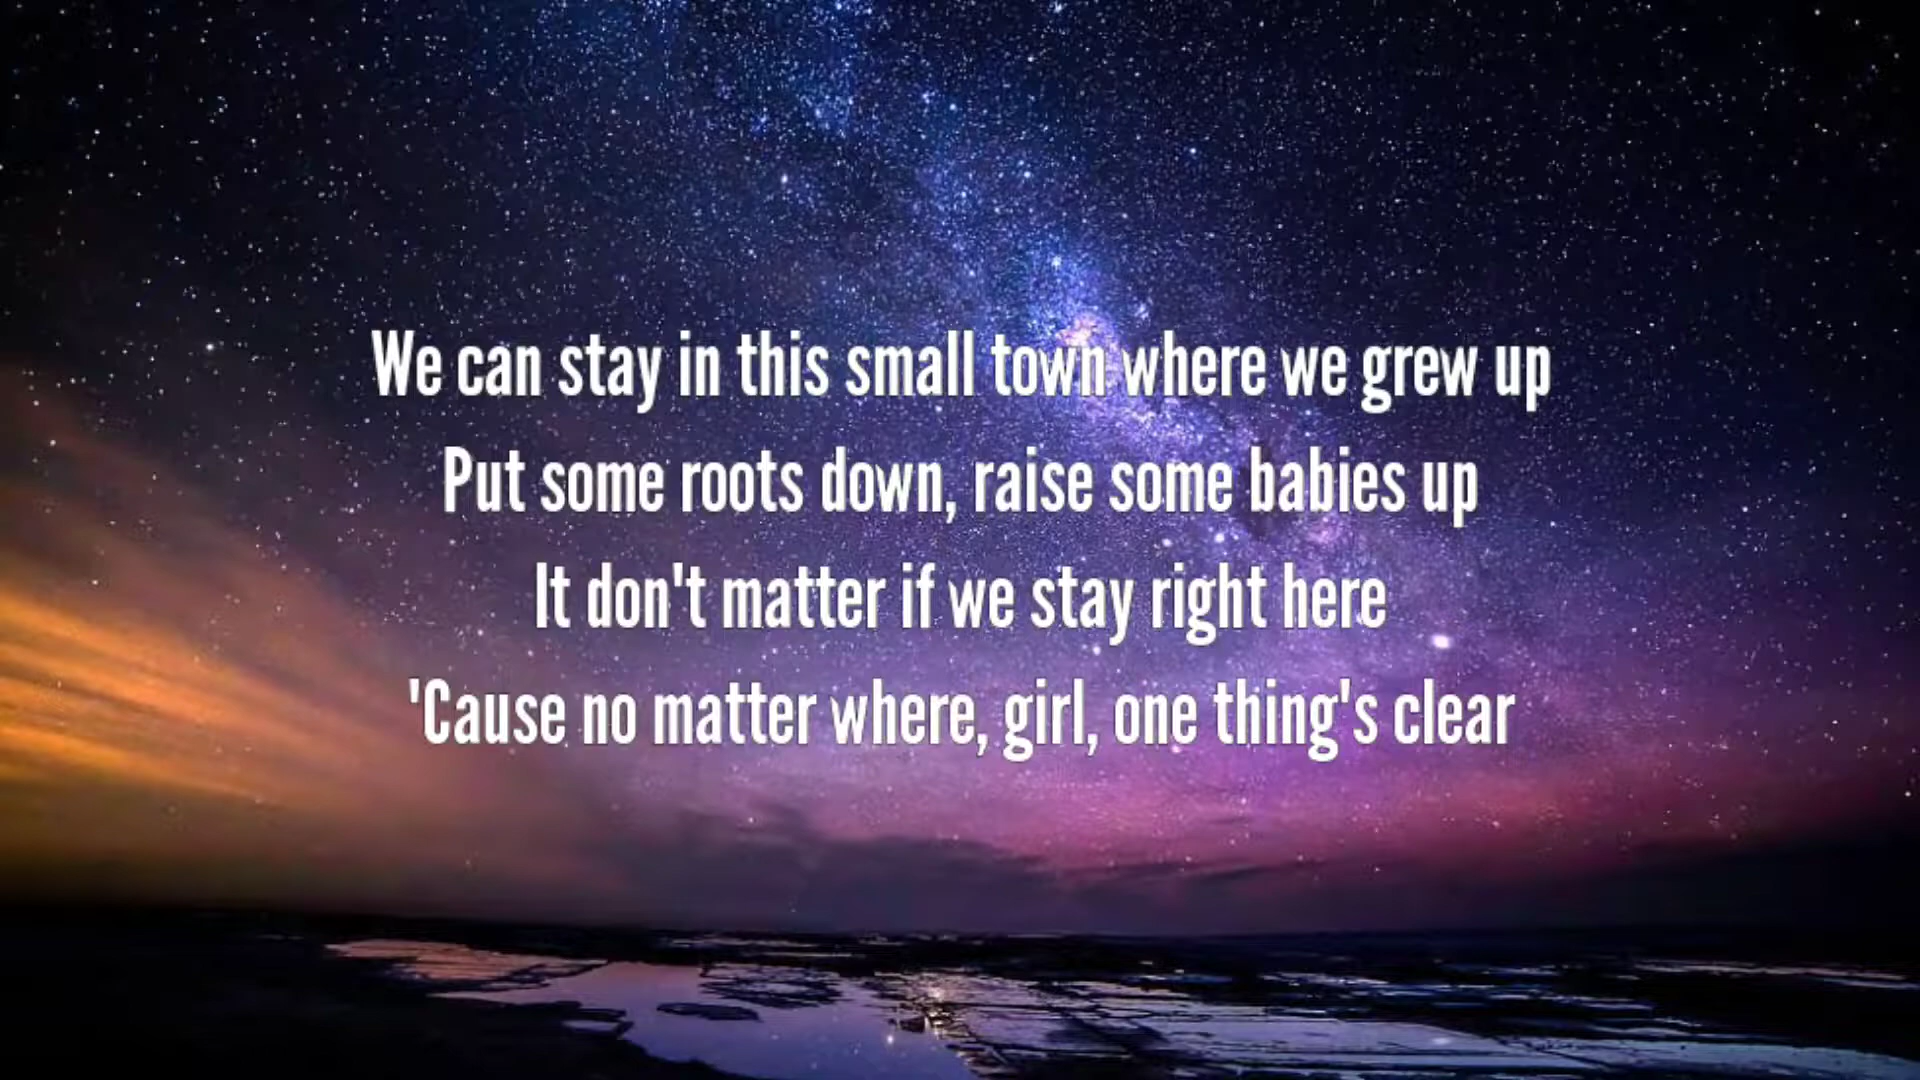 We can stay in this small town where we grew up
Put some roots down, raise some babies up
It don't matter if we stay right here
'Cause no matter where, girl, one thing's clear